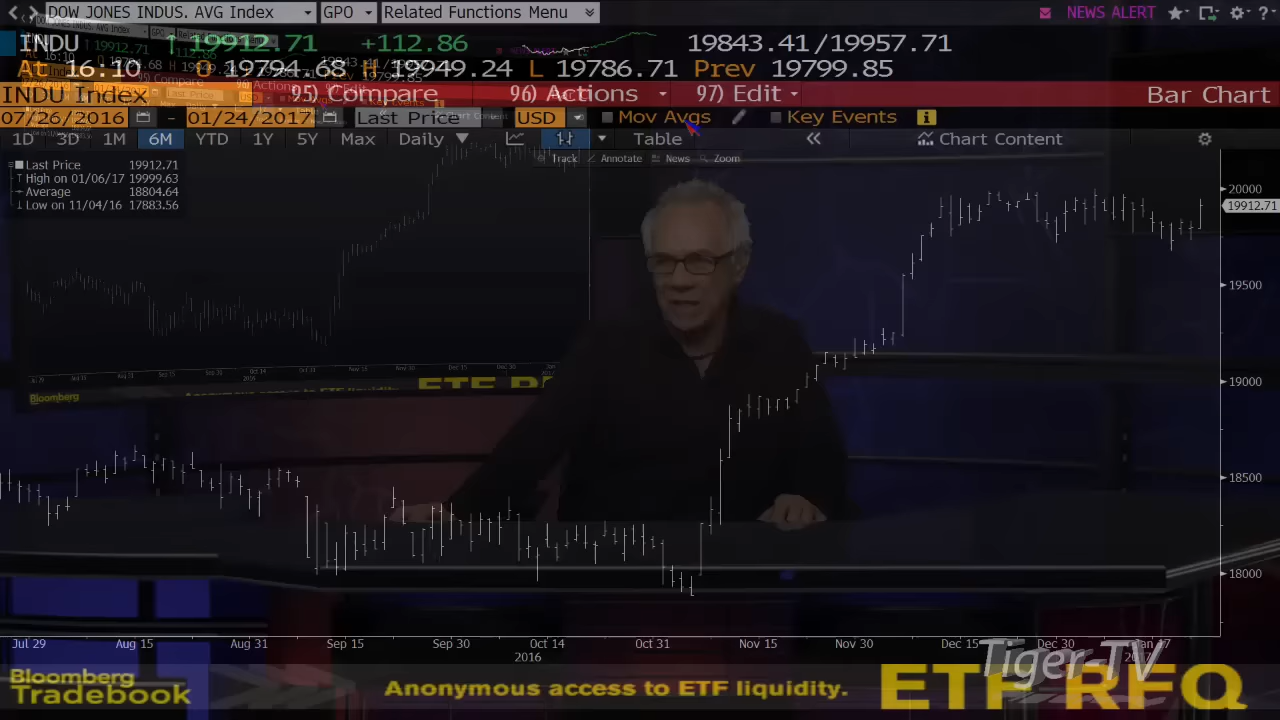 DOW JONES INDUS. AVG Index GPO Related Functions Menu NEWS ALERT
INDU 19912.71 +112.86 19843.41/19957.71
At 16:10 O 19794.68 H 19949.24 L 19786.71 Prev 19799.85
INDU Index 95) Compare 96) Actions 97) Edit Bar Chart
07/26/2016 - 01/24/2017 Last Price USD Mov Avgs Key Events
1D 3D 1M 6M YTD 1Y 5Y Max Daily Table Chart Content
Track Annotate News Zoom
Last Price 19912.71
High on 01/06/17 19999.63
Average 18804.64
Low on 11/04/16 17883.56
20000
19912.71
19500
19000
18500
18000
Bloomberg
ETF
Jul 29 Aug 15 Aug 31 Sep 15 Sep 30 Oct 14 Oct 31 Nov 15 Nov 30 Dec 15 Dec 30 Jan 17
2016
Tiger-TV
Bloomberg
Tradebook
Anonymous access to ETF liquidity.
ETF RFQ